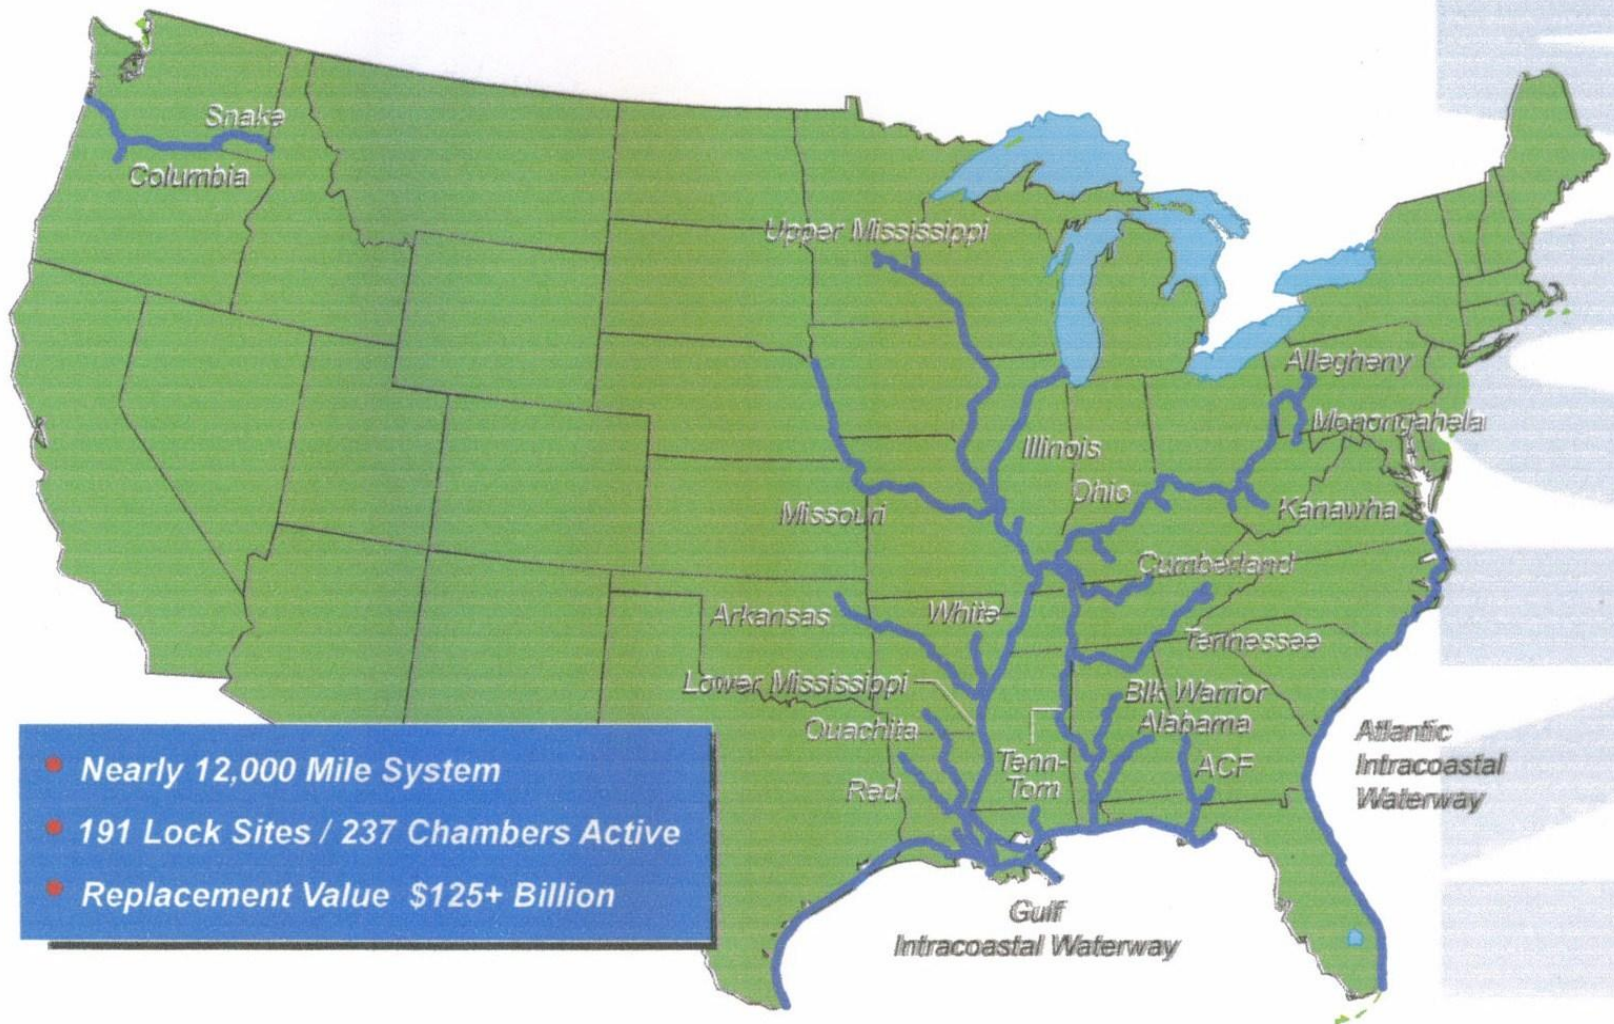 Snake
Columbia
Upper Mississippi
Allegheny
Monongahela
Illinois
Ohio
Missouri
Kanawha
Cumberland
Arkansas
White
Tennessee
Lower Mississippi
Blk Warrior
Alabama
Ouachita
Tenn-
Tom
ACF
Red
Atlantic
Intracoastal
Waterway
• Nearly 12,000 Mile System
• 191 Lock Sites / 237 Chambers Active
• Replacement Value $125+ Billion
Gulf
Intracoastal Waterway